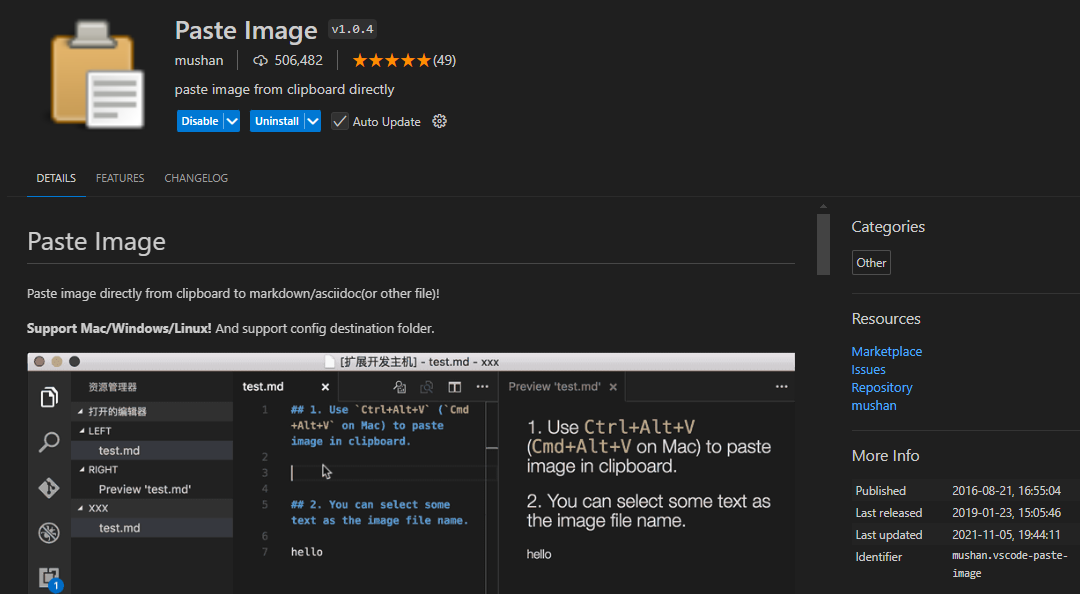 Paste Image v1.0.4
mushan 506,482 (49)
paste image from clipboard directly
Disable Uninstall Auto Update
DETAILS FEATURES CHANGELOG
Paste Image
Paste image directly from clipboard to markdown/asciidoc(or other file)!
Support Mac/Windows/Linux! And support config destination folder.
[扩展开发主机] - test.md - xxx
资源管理器
打开的编辑器
LEFT
test.md
RIGHT
Preview 'test.md'
XXX
test.md
1
test.md
1 ## 1. Use `Ctrl+Alt+V` (`Cmd
+Alt+V` on Mac) to paste
image in clipboard.
2
3
4
5 ## 2. You can select some
text as the image file name.
6
7 hello
Preview 'test.md'
1. Use Ctrl+Alt+V
(Cmd+Alt+V on Mac) to paste
image in clipboard.
2. You can select some text as
the image file name.
hello
Categories
Other
Resources
Marketplace
Issues
Repository
mushan
More Info
Published 2016-08-21, 16:55:04
Last released 2019-01-23, 15:05:46
Last updated 2021-11-05, 19:44:11
Identifier mushan.vscode-paste-
image